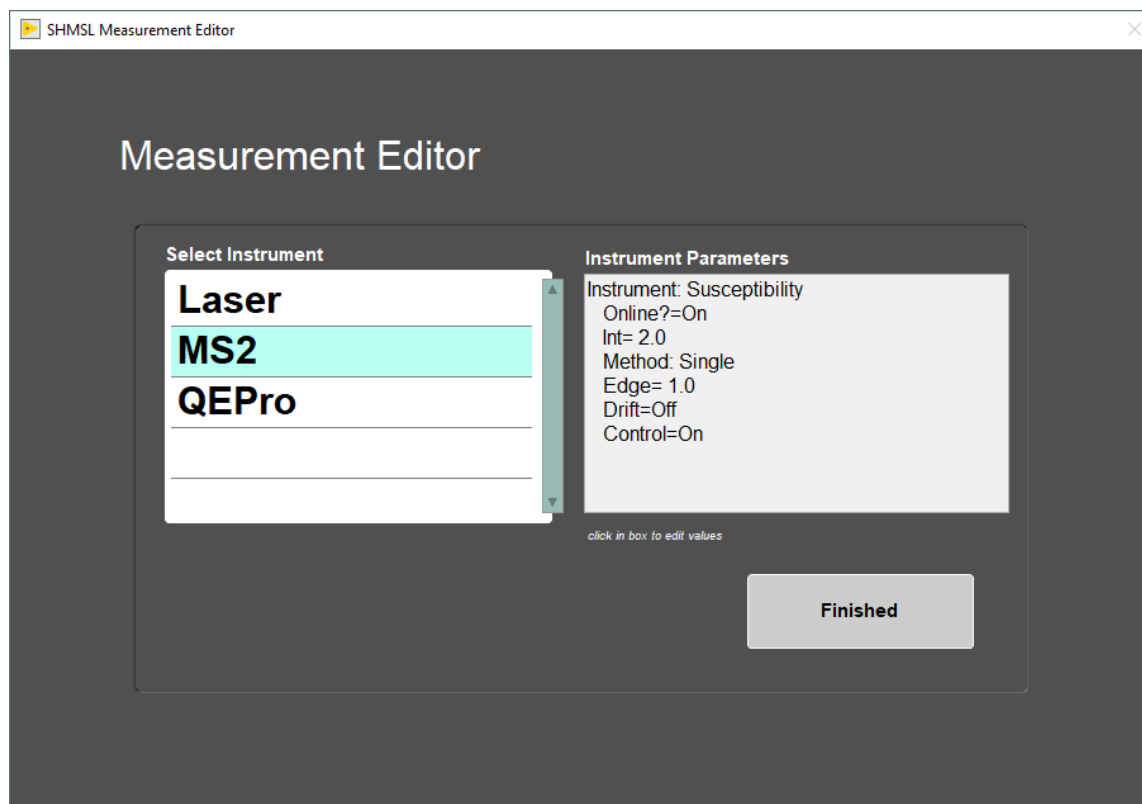 SHMSL Measurement Editor
Measurement Editor
Select Instrument
Laser
MS2
QEPro
Instrument Parameters
Instrument: Susceptibility
Online?=On
Int= 2.0
Method: Single
Edge= 1.0
Drift=Off
Control=On
click in box to edit values
Finished